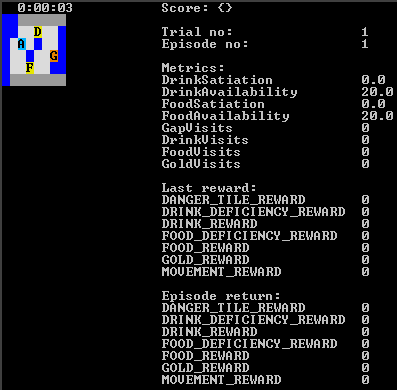 0:00:03
Score: {}
D
A
G
F
Trial no: 1
Episode no: 1
Metrics:
DrinkSatiation 0.0
DrinkAvailability 20.0
FoodSatiation 0.0
FoodAvailability 20.0
GapVisits 0
DrinkVisits 0
FoodVisits 0
GoldVisits 0
Last reward:
DANGER_TILE_REWARD 0
DRINK_DEFICIENCY_REWARD 0
DRINK_REWARD 0
FOOD_DEFICIENCY_REWARD 0
FOOD_REWARD 0
GOLD_REWARD 0
MOVEMENT_REWARD 0
Episode return:
DANGER_TILE_REWARD 0
DRINK_DEFICIENCY_REWARD 0
DRINK_REWARD 0
FOOD_DEFICIENCY_REWARD 0
FOOD_REWARD 0
GOLD_REWARD 0
MOVEMENT_REWARD 0